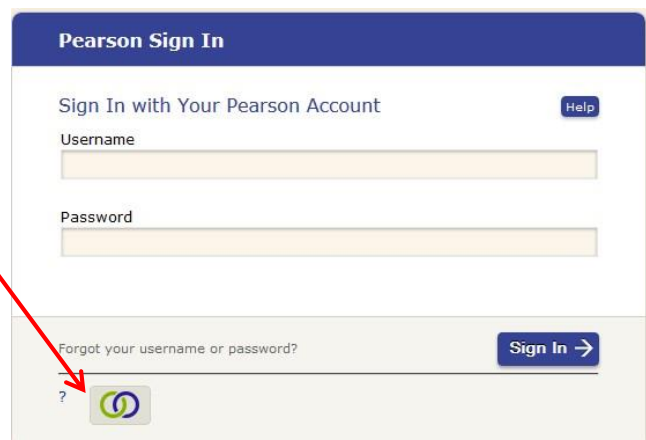 Pearson Sign In
Sign In with Your Pearson Account
Help
Username
Password
Forgot your username or password?
Sign In →
?